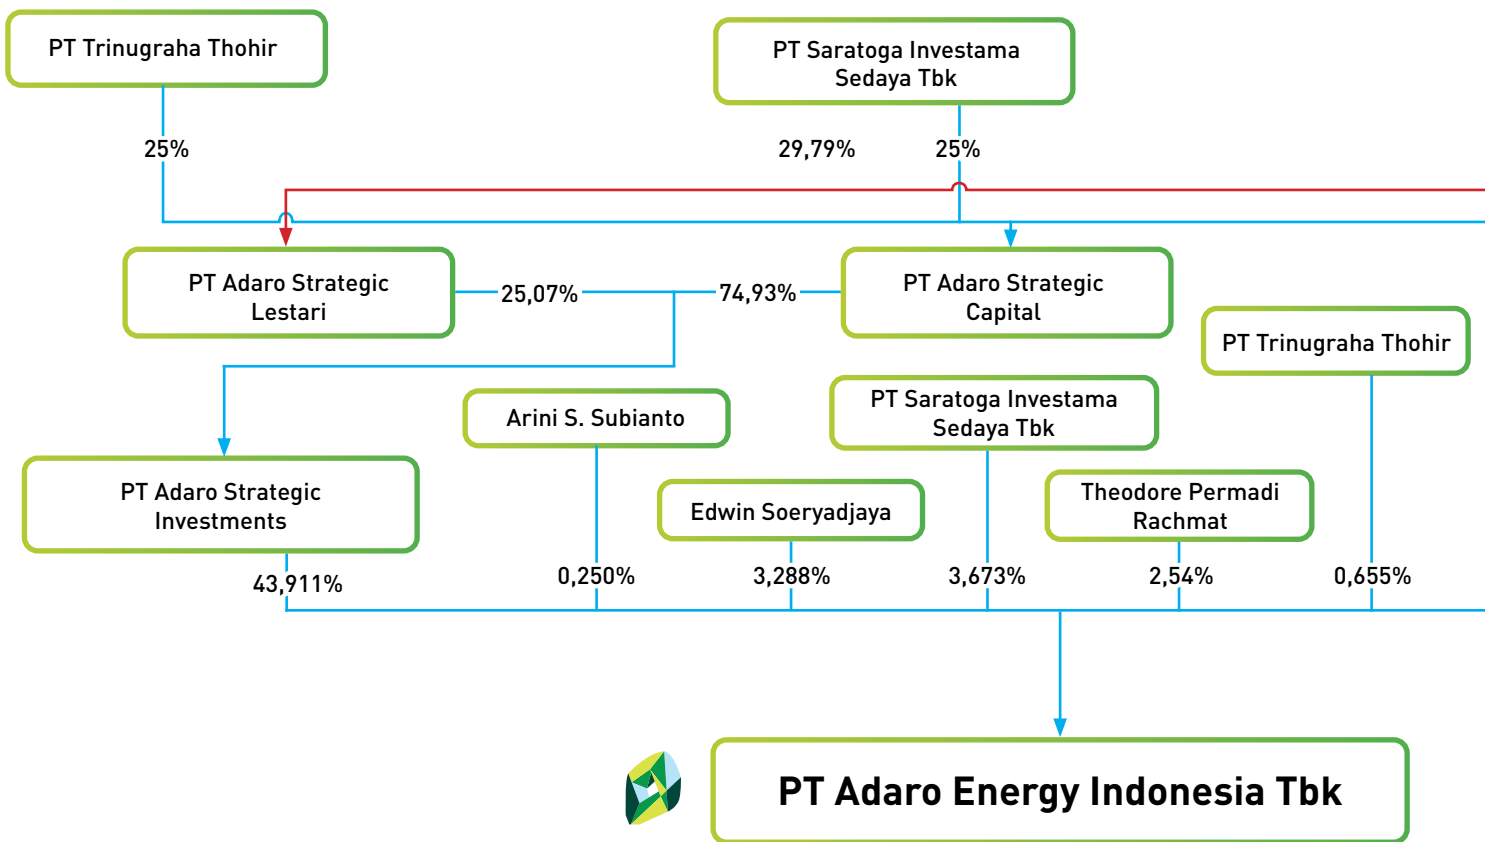 PT Trinugraha Thohir
PT Saratoga Investama
Sedaya Tbk
25%
29,79%
25%
PT Adaro Strategic
Lestari
25,07%
74,93%
PT Adaro Strategic
Capital
PT Trinugraha Thohir
Arini S. Subianto
PT Saratoga Investama
Sedaya Tbk
PT Adaro Strategic
Investments
Edwin Soeryadjaya
Theodore Permadi
Rachmat
43,911%
0,250%
3,288%
3,673%
2,54%
0,655%
PT Adaro Energy Indonesia Tbk